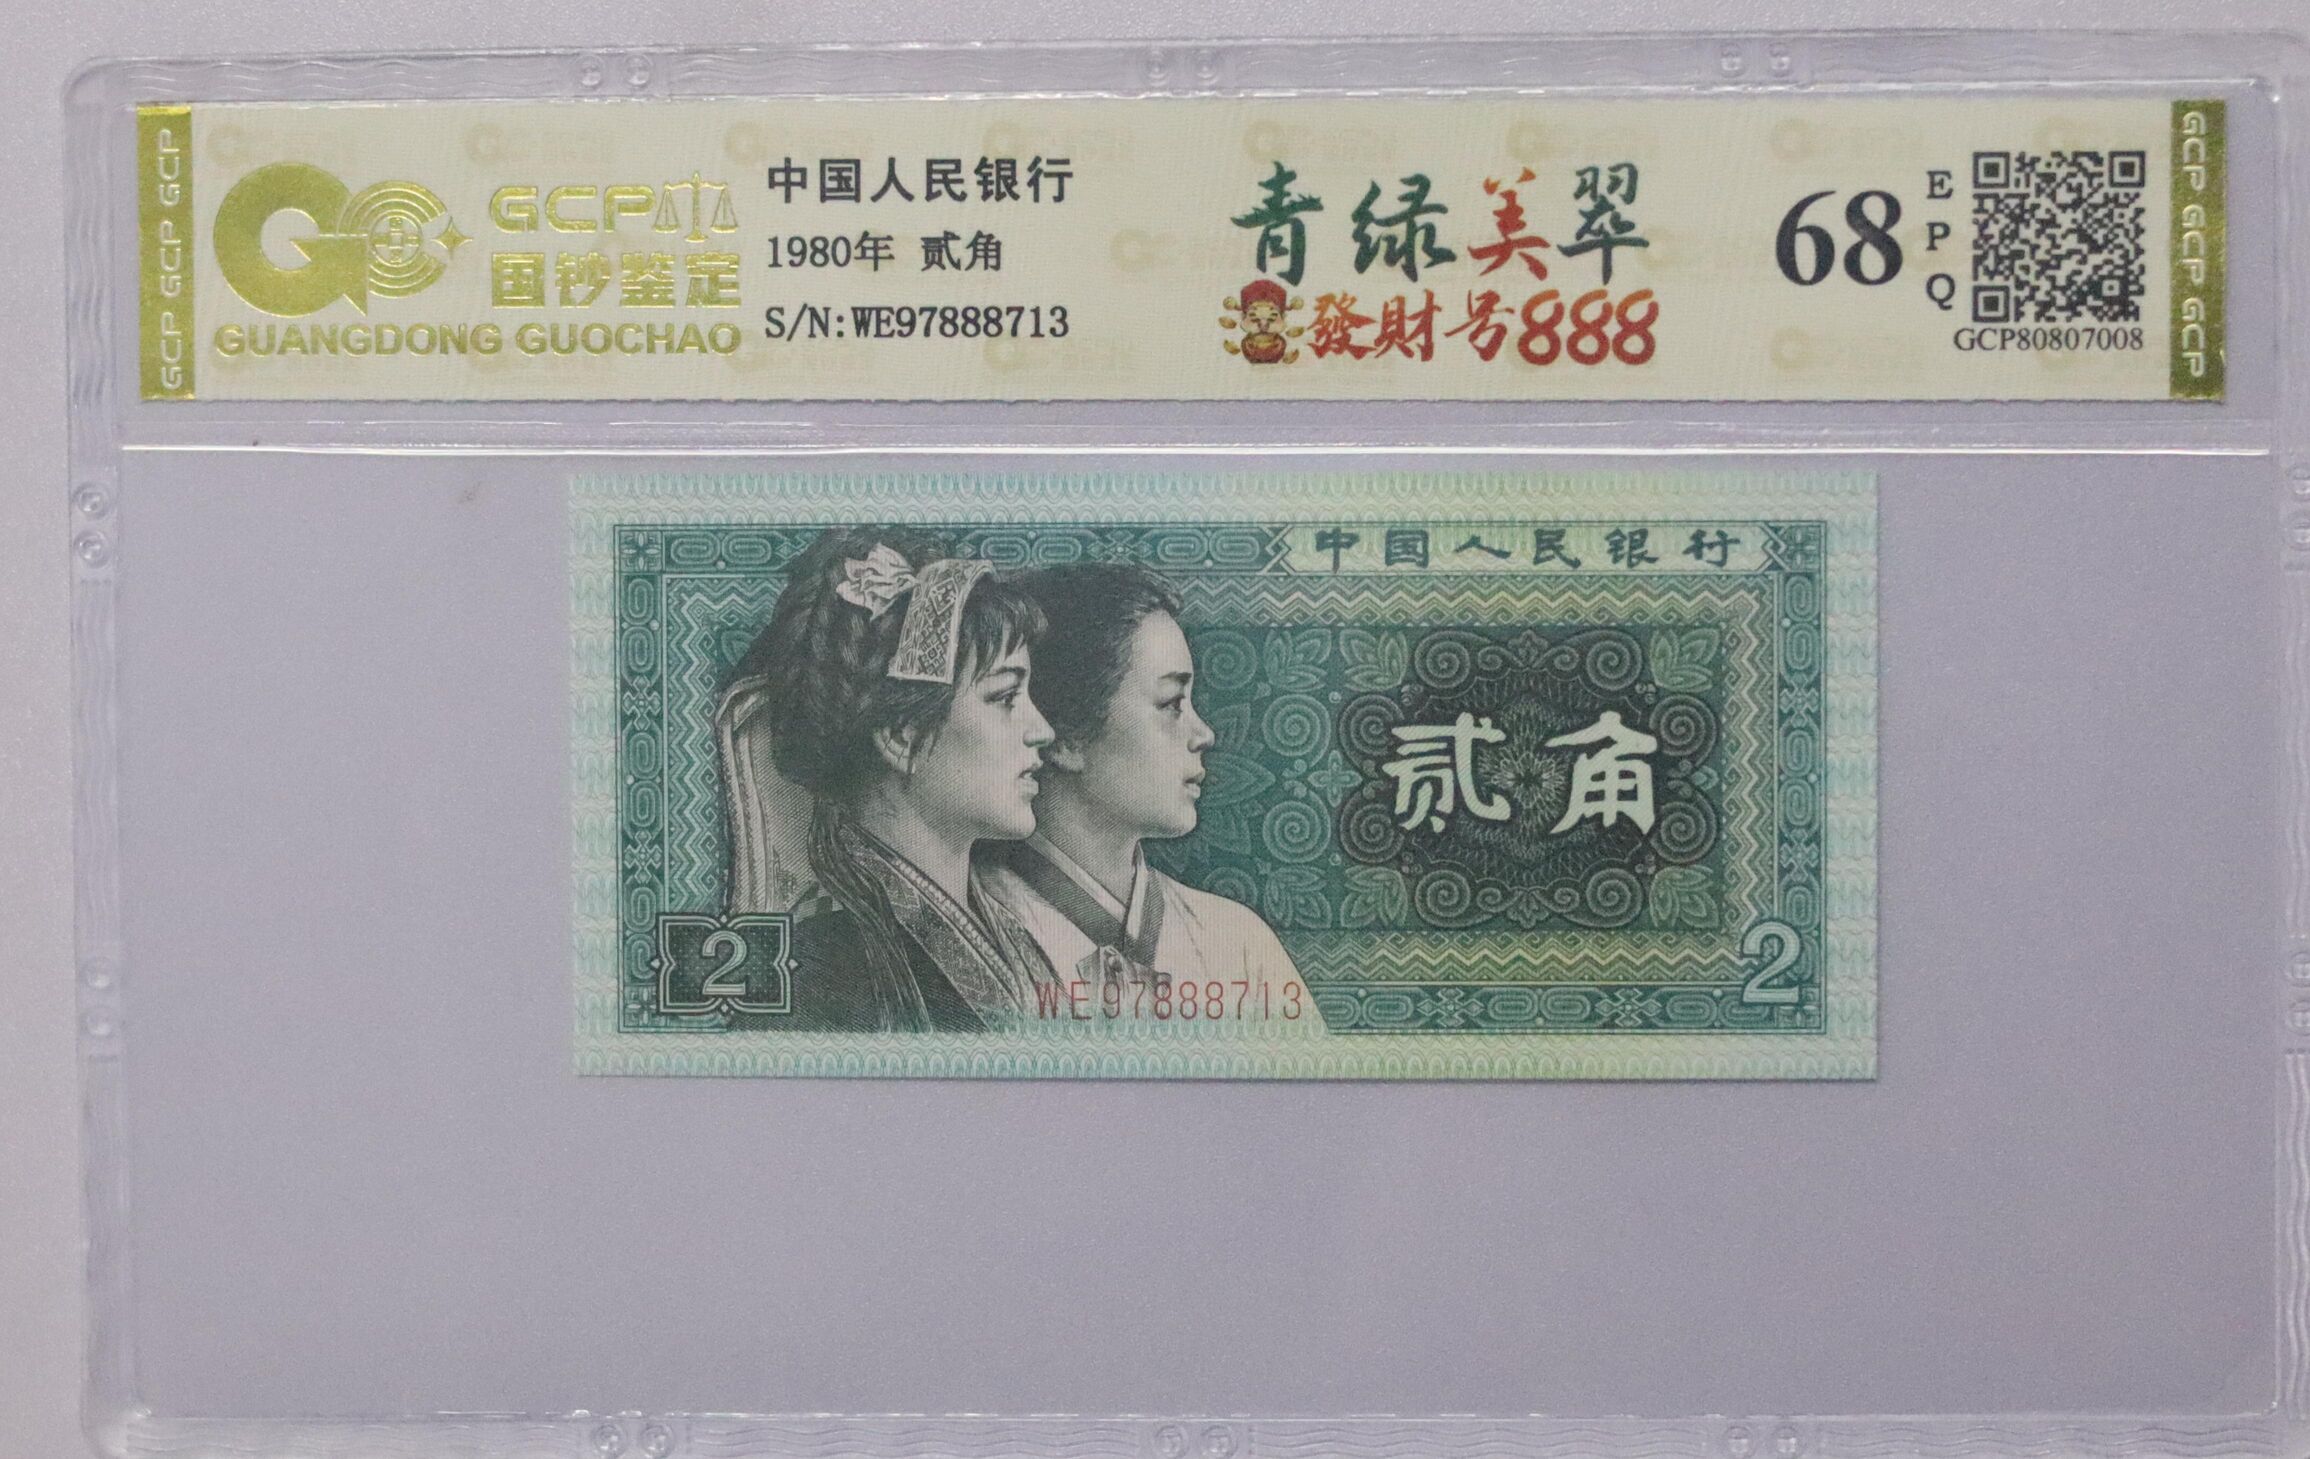 GCP GCP GCP
GCP
国钞鉴定
GUANGDONG GUOCHAO
中国人民银行
1980年 贰角
S/N:WE97888713
青绿美翠
發財号888
68
EPQ
GCP80807008
GCP GCP GCP
中国人民银行
贰角
2
2
WE97888713